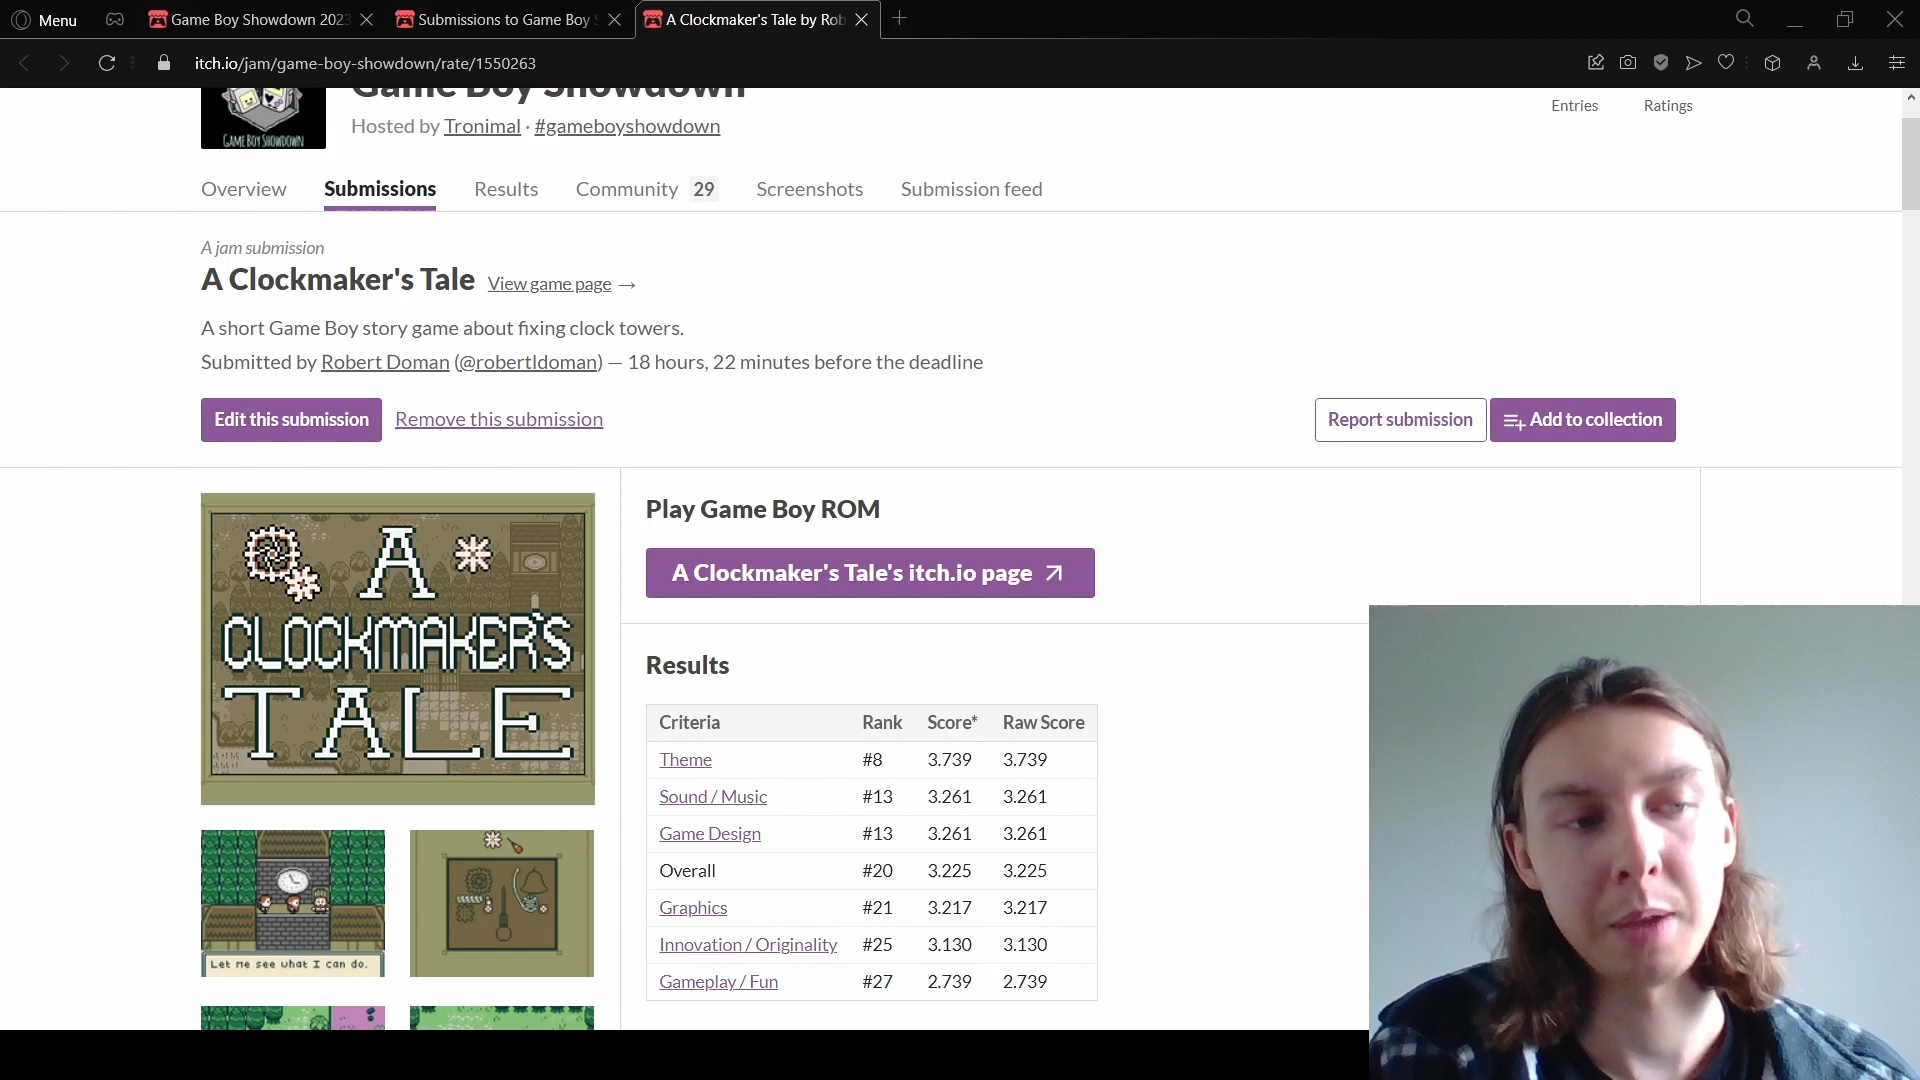 Menu
Game Boy Showdown 2023
Submissions to Game Boy S
A Clockmaker's Tale by Rob
itch.io/jam/game-boy-showdown/rate/1550263
GAME BOY SHOWDOWN
Game Boy Showdown
Hosted by Tronimal · #gameboyshowdown
Entries
Ratings
Overview
Submissions
Results
Community 29
Screenshots
Submission feed
A jam submission
A Clockmaker's Tale View game page →
A short Game Boy story game about fixing clock towers.
Submitted by Robert Doman (@robertldoman) — 18 hours, 22 minutes before the deadline
Edit this submission
Remove this submission
Report submission
Add to collection
A
CLOCKMAKER'S
TALE
Let me see what I can do.
Play Game Boy ROM
A Clockmaker's Tale's itch.io page
Results
Criteria Rank Score* Raw Score
Theme #8 3.739 3.739
Sound / Music #13 3.261 3.261
Game Design #13 3.261 3.261
Overall #20 3.225 3.225
Graphics #21 3.217 3.217
Innovation / Originality #25 3.130 3.130
Gameplay / Fun #27 2.739 2.739